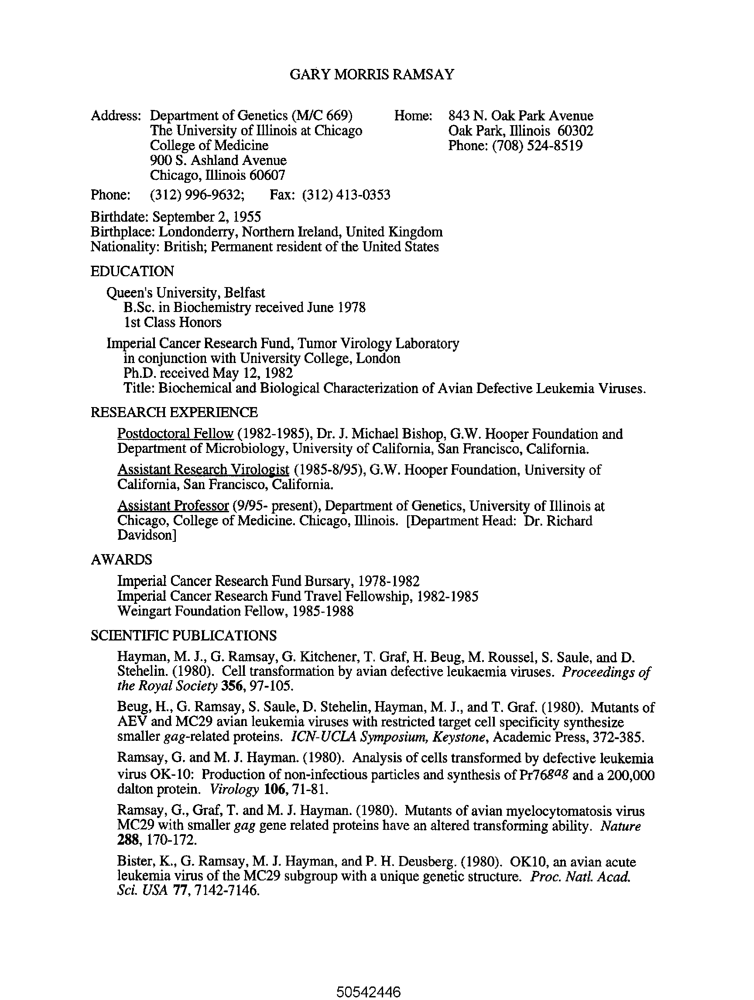 GARY MORRIS RAMSAY
Address: Department of Genetics (M/C 669)
The University of Illinois at Chicago
College of Medicine
900 S. Ashland Avenue
Chicago, Illinois 60607
Home: 843 N. Oak Park Avenue
Oak Park, Illinois 60302
Phone: (708) 524-8519
Phone: (312) 996-9632; Fax: (312) 413-0353
Birthdate: September 2, 1955
Birthplace: Londonderry, Northern Ireland, United Kingdom
Nationality: British; Permanent resident of the United States
EDUCATION
Queen's University, Belfast
B.Sc. in Biochemistry received June 1978
1st Class Honors
Imperial Cancer Research Fund, Tumor Virology Laboratory
in conjunction with University College, London
Ph.D. received May 12, 1982
Title: Biochemical and Biological Characterization of Avian Defective Leukemia Viruses.
RESEARCH EXPERIENCE
Postdoctoral Fellow (1982-1985), Dr. J. Michael Bishop, G.W. Hooper Foundation and
Department of Microbiology, University of California, San Francisco, California.
Assistant Research Virologist (1985-8/95), G.W. Hooper Foundation, University of
California, San Francisco, California.
Assistant Professor (9/95- present), Department of Genetics, University of Illinois at
Chicago, College of Medicine. Chicago, Illinois. [Department Head: Dr. Richard
Davidson]
AWARDS
Imperial Cancer Research Fund Bursary, 1978-1982
Imperial Cancer Research Fund Travel Fellowship, 1982-1985
Weingart Foundation Fellow, 1985-1988
SCIENTIFIC PUBLICATIONS
Hayman, M. J., G. Ramsay, G. Kitchener, T. Graf, H. Beug, M. Roussel, S. Saule, and D.
Stehelin. (1980). Cell transformation by avian defective leukaemia viruses. Proceedings of
the Royal Society 356, 97-105.
Beug, H., G. Ramsay, S. Saule, D. Stehelin, Hayman, M. J., and T. Graf. (1980). Mutants of
AEV and MC29 avian leukemia viruses with restricted target cell specificity synthesize
smaller gag-related proteins. ICN-UCLA Symposium, Keystone, Academic Press, 372-385.
Ramsay, G. and M. J. Hayman. (1980). Analysis of cells transformed by defective leukemia
virus OK-10: Production of non-infectious particles and synthesis of Pr76gag and a 200,000
dalton protein. Virology 106, 71-81.
Ramsay, G., Graf, T. and M. J. Hayman. (1980). Mutants of avian myelocytomatosis virus
MC29 with smaller gag gene related proteins have an altered transforming ability. Nature
288, 170-172.
Bister, K., G. Ramsay, M. J. Hayman, and P. H. Deusberg. (1980). OK10, an avian acute
leukemia virus of the MC29 subgroup with a unique genetic structure. Proc. Natl. Acad.
Sci. USA 77, 7142-7146.
50542446